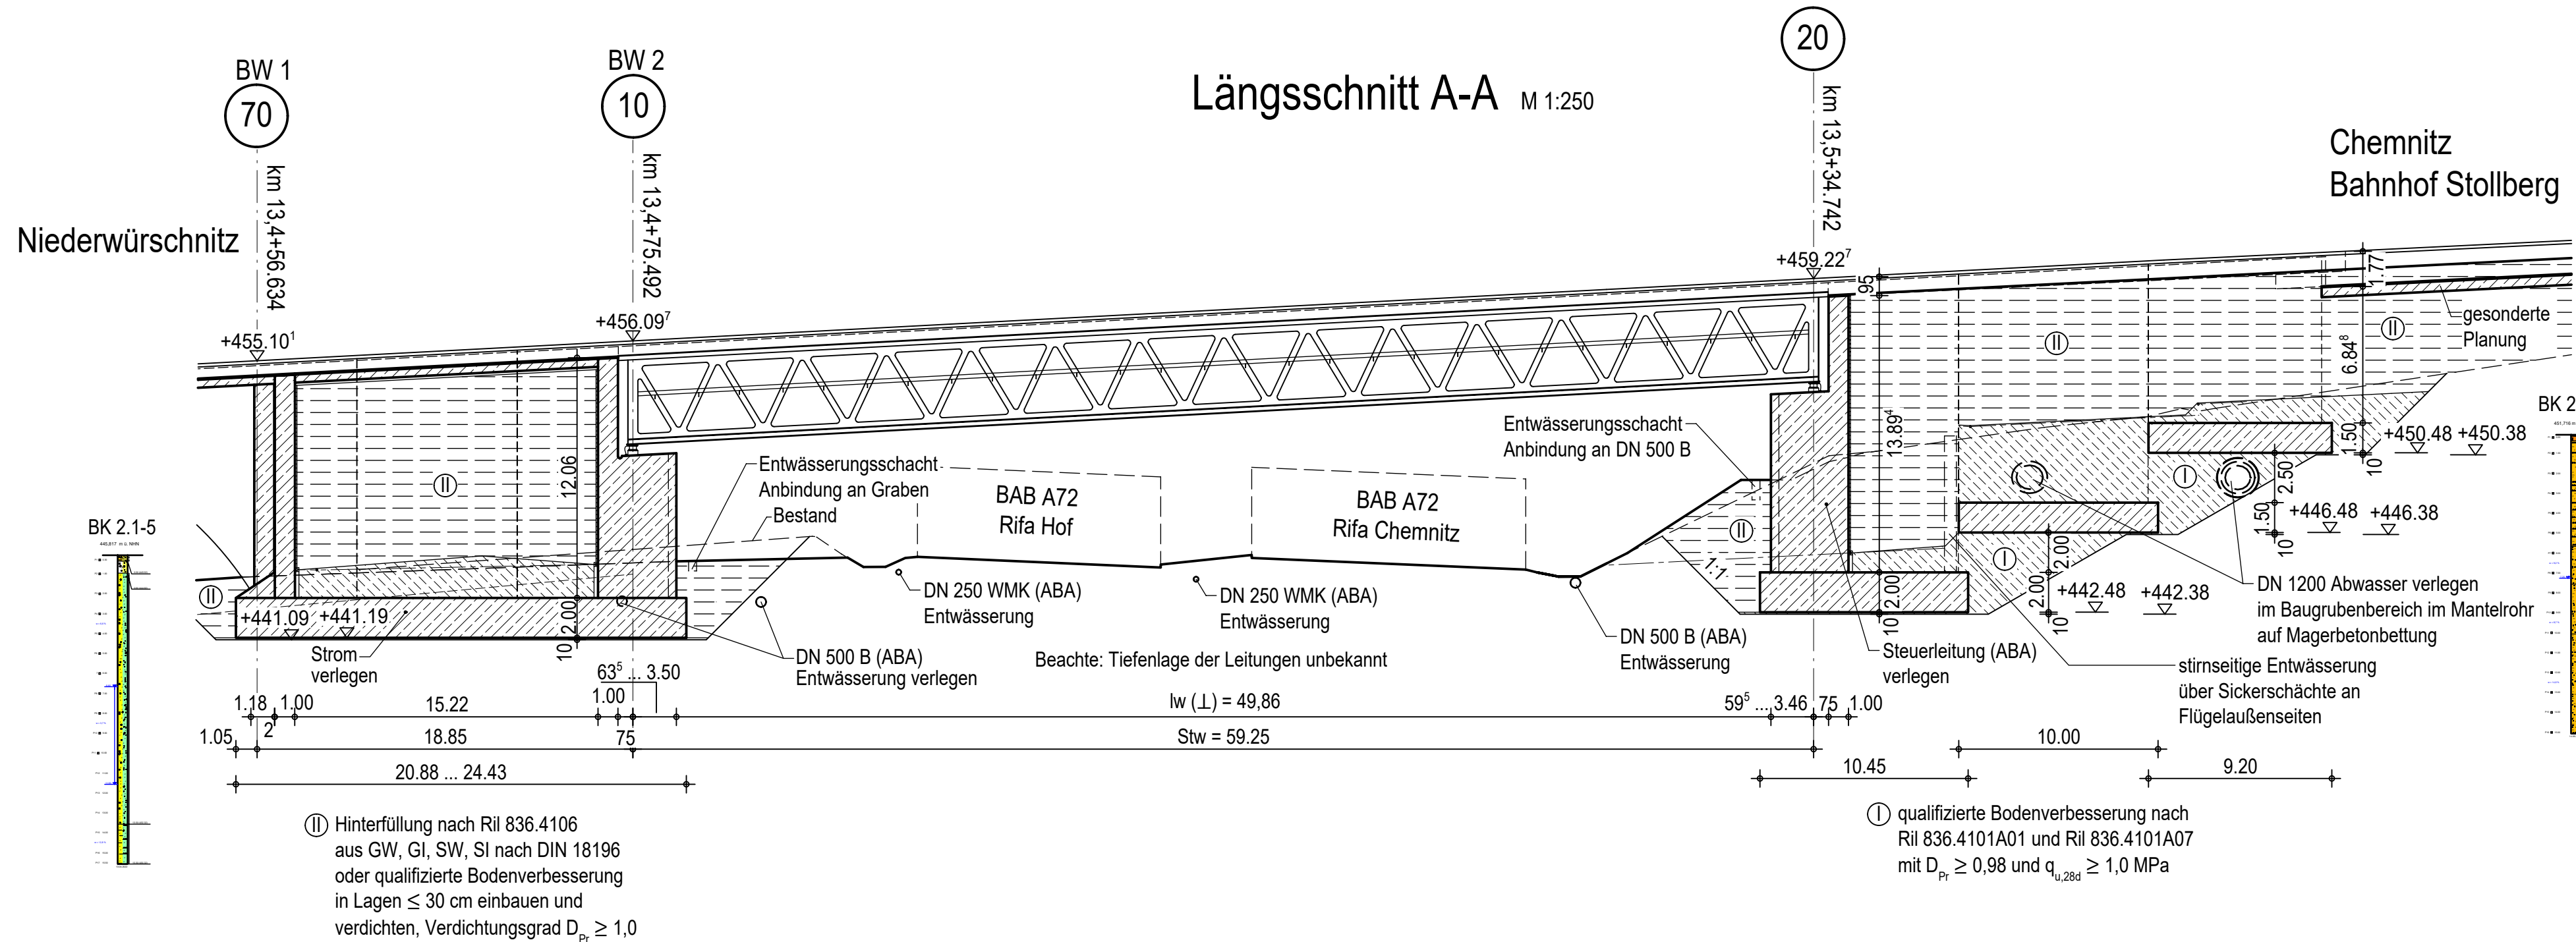 Längsschnitt A-A M 1:250
BW 1
70
km 13,4+56.634
BW 2
10
km 13,4+75.492
20
km 13,5+34.742
Niederwürschnitz
Chemnitz
Bahnhof Stollberg
+455.10¹
+456.09⁷
+459.22⁷
95
1.77
gesonderte
Planung
II
II
II
II
II
II
I
I
12.06
13.89⁴
6.84⁸
1.50
10
2.50
1.50
10
2.00
2.00
10
2.00
10
2.00
10
+450.48
+450.38
+446.48
+446.38
+442.48
+442.38
+441.09
+441.19
1:1
BK 2.1-5
445,817 m ü. NHN
BK 2
Entwässerungsschacht
Anbindung an Graben
Bestand
BAB A72
Rifa Hof
BAB A72
Rifa Chemnitz
Entwässerungsschacht
Anbindung an DN 500 B
DN 250 WMK (ABA)
Entwässerung
DN 250 WMK (ABA)
Entwässerung
DN 500 B (ABA)
Entwässerung
DN 500 B (ABA)
Entwässerung verlegen
Beachte: Tiefenlage der Leitungen unbekannt
Strom
verlegen
Steuerleitung (ABA)
verlegen
DN 1200 Abwasser verlegen
im Baugrubenbereich im Mantelrohr
auf Magerbetonbettung
stirnseitige Entwässerung
über Sickerschächte an
Flügelaußenseiten
63⁵ ... 3.50
1.18
1.00
15.22
1.00
lw (⊥) = 49,86
59⁵ ... 3.46
75
1.00
1.05
2
18.85
75
Stw = 59.25
10.00
20.88 ... 24.43
10.45
9.20
II Hinterfüllung nach Ril 836.4106
aus GW, GI, SW, SI nach DIN 18196
oder qualifizierte Bodenverbesserung
in Lagen ≤ 30 cm einbauen und
verdichten, Verdichtungsgrad D_Pr ≥ 1,0
I qualifizierte Bodenverbesserung nach
Ril 836.4101A01 und Ril 836.4101A07
mit D_Pr ≥ 0,98 und q_u,28d ≥ 1,0 MPa